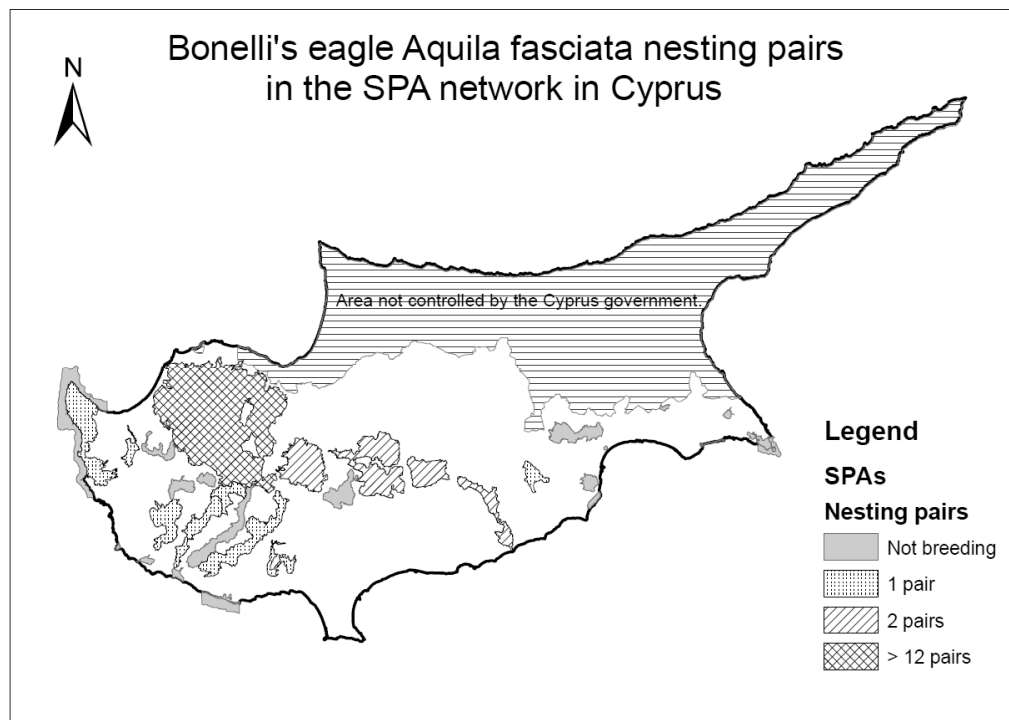 Bonelli's eagle Aquila fasciata nesting pairs
in the SPA network in Cyprus
N
Area not controlled by the Cyprus government.
Legend
SPAs
Nesting pairs
Not breeding
1 pair
2 pairs
> 12 pairs